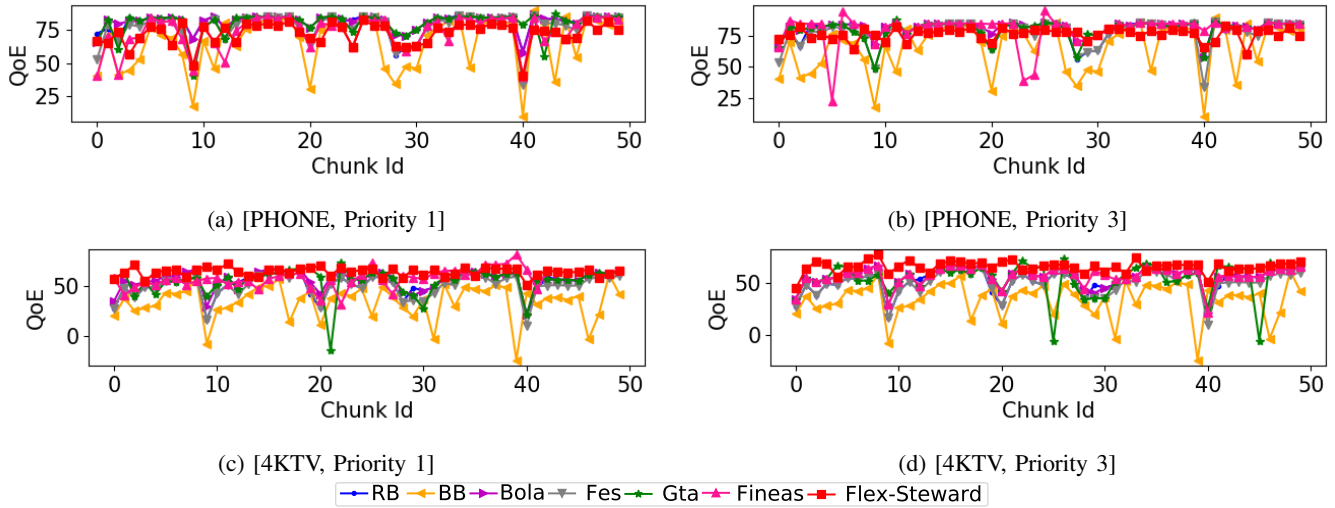 75
50
25
QoE
0 10 20 30 40 50
Chunk Id
(a) [PHONE, Priority 1]
75
50
25
QoE
0 10 20 30 40 50
Chunk Id
(b) [PHONE, Priority 3]
50
0
QoE
0 10 20 30 40 50
Chunk Id
(c) [4KTV, Priority 1]
50
0
QoE
0 10 20 30 40 50
Chunk Id
(d) [4KTV, Priority 3]
RB BB Bola Fes Gta Fineas Flex-Steward